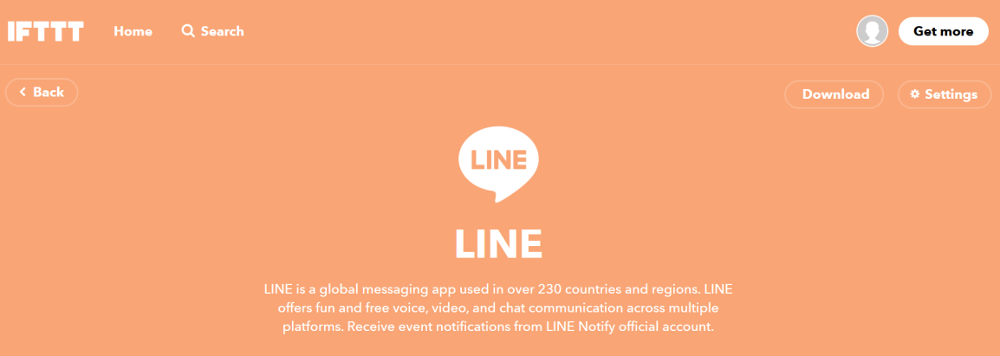 IFTTT Home Search Get more
Back Download Settings
LINE
LINE
LINE is a global messaging app used in over 230 countries and regions. LINE
offers fun and free voice, video, and chat communication across multiple
platforms. Receive event notifications from LINE Notify official account.